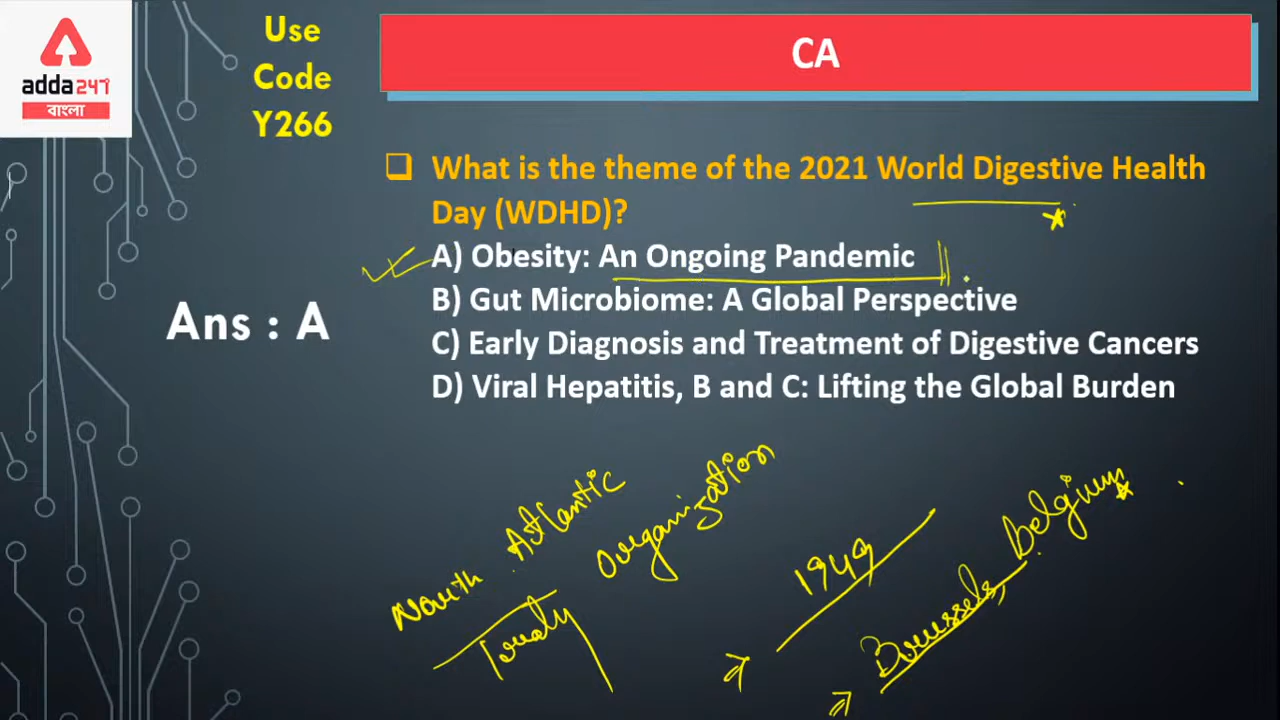 adda247
বাংলা
Use
Code
Y266
CA
What is the theme of the 2021 World Digestive Health
Day (WDHD)?
A) Obesity: An Ongoing Pandemic
B) Gut Microbiome: A Global Perspective
C) Early Diagnosis and Treatment of Digestive Cancers
D) Viral Hepatitis, B and C: Lifting the Global Burden
Ans : A
North Atlantic
Treaty Organization
1949
Brussels, Belgium